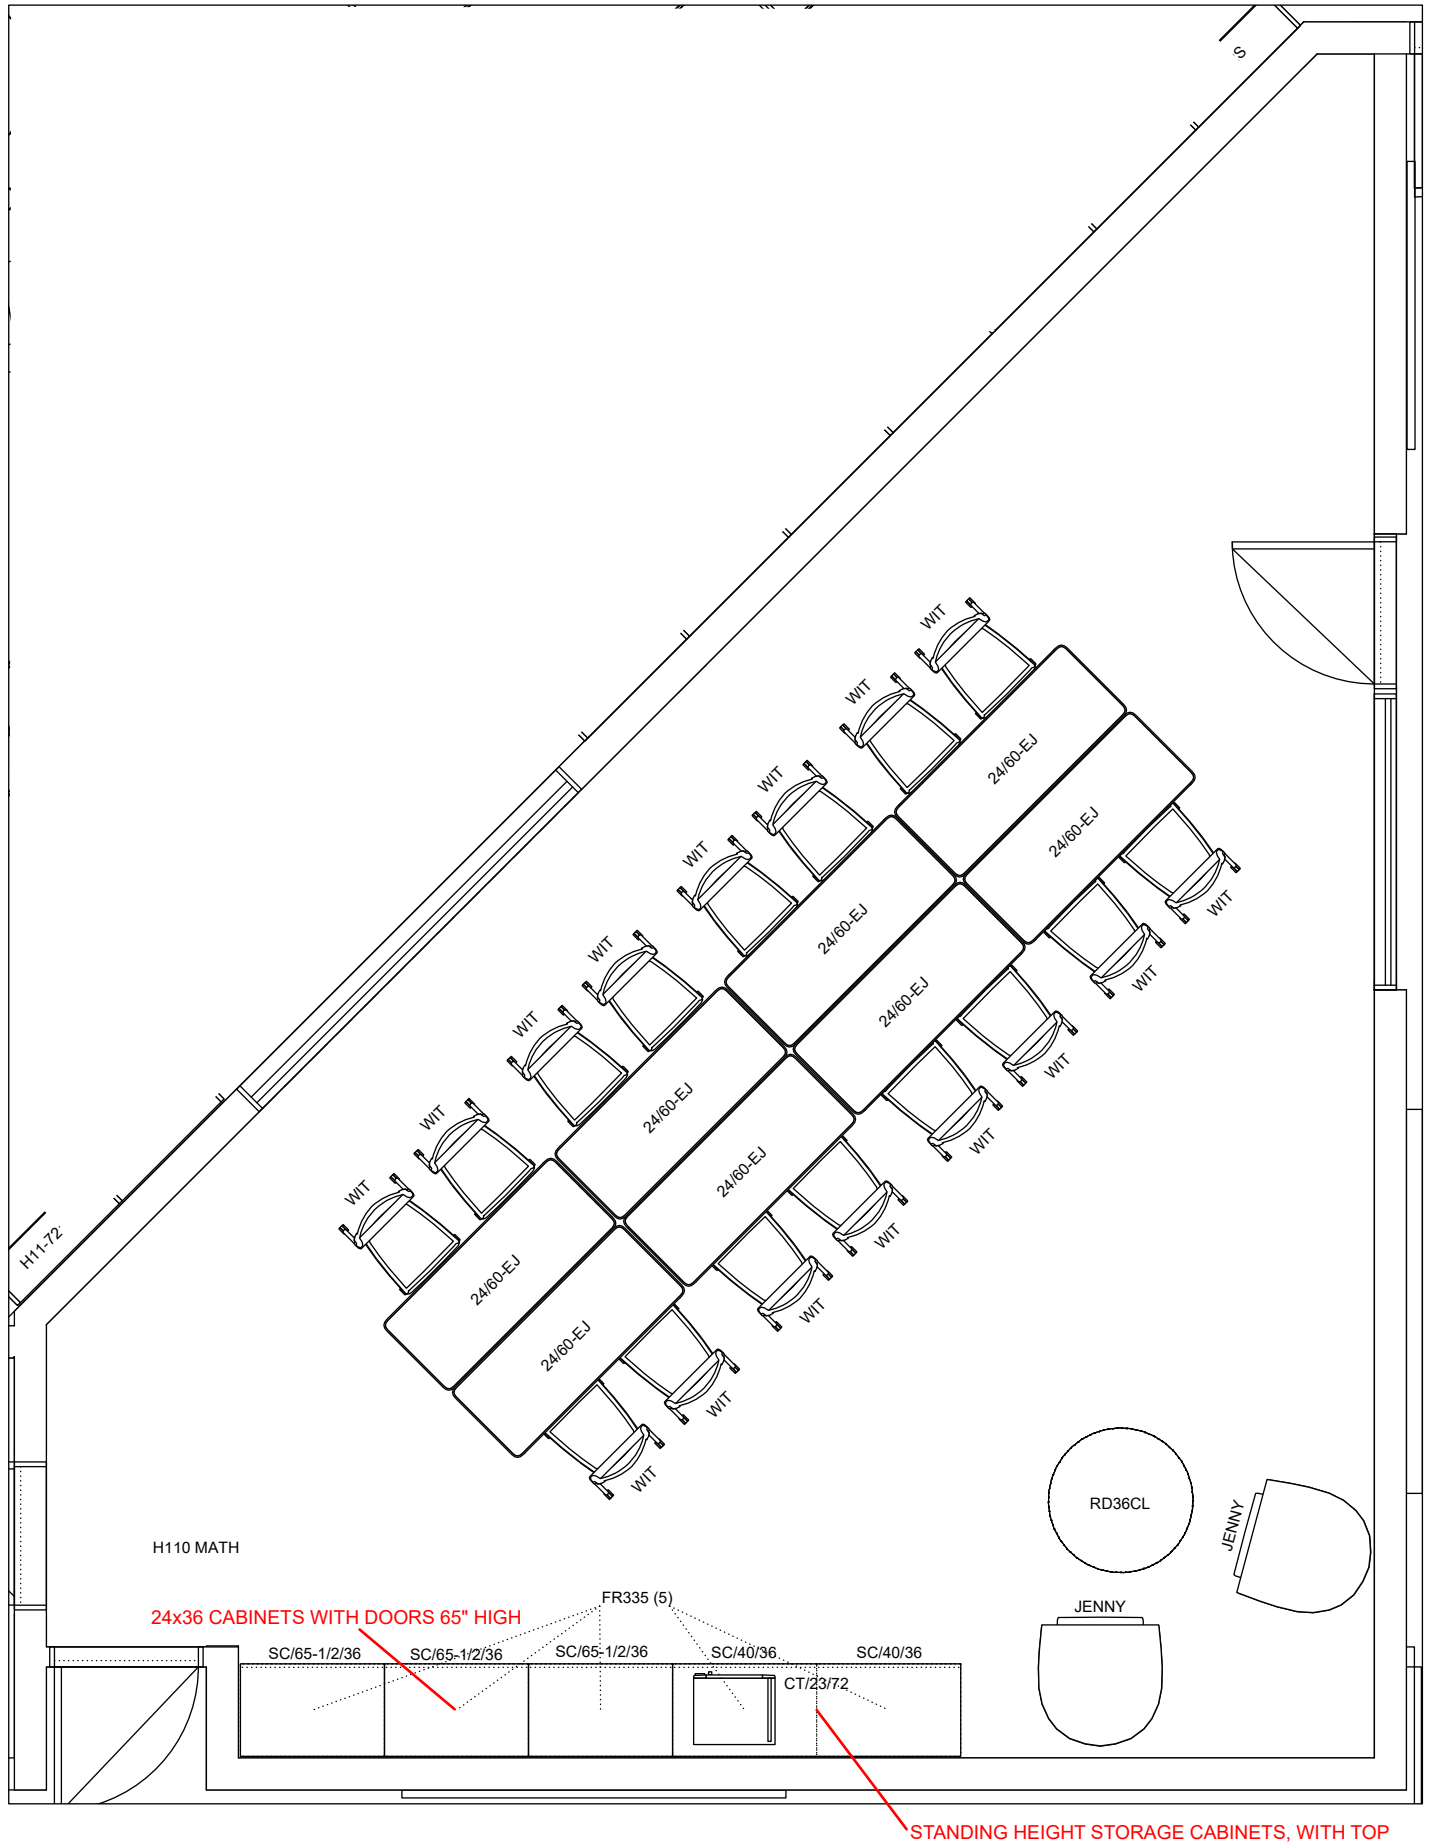 S
WIT
WIT
24/60-EJ
WIT
24/60-EJ
WIT
WIT
24/60-EJ
WIT
WIT
24/60-EJ
WIT
WIT
WIT
24/60-EJ
WIT
WIT
24/60-EJ
WIT
WIT
H11-72'
24/60-EJ
WIT
24/60-EJ
WIT
WIT
RD36CL
JENNY
H110 MATH
FR335 (5)
JENNY
24x36 CABINETS WITH DOORS 65" HIGH
SC/65-1/2/36 SC/65-1/2/36 SC/65-1/2/36 SC/40/36 SC/40/36
CT/23/72
STANDING HEIGHT STORAGE CABINETS, WITH TOP